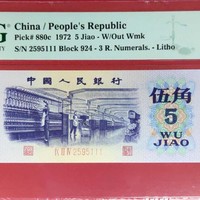 G
China / People's Republic
Pick# 880c 1972 5 Jiao - W/Out Wmk
S/N 2595111 Block 924 - 3 R. Numerals. - Litho
中国人民银行
伍角
5
WU
JIAO
2595111